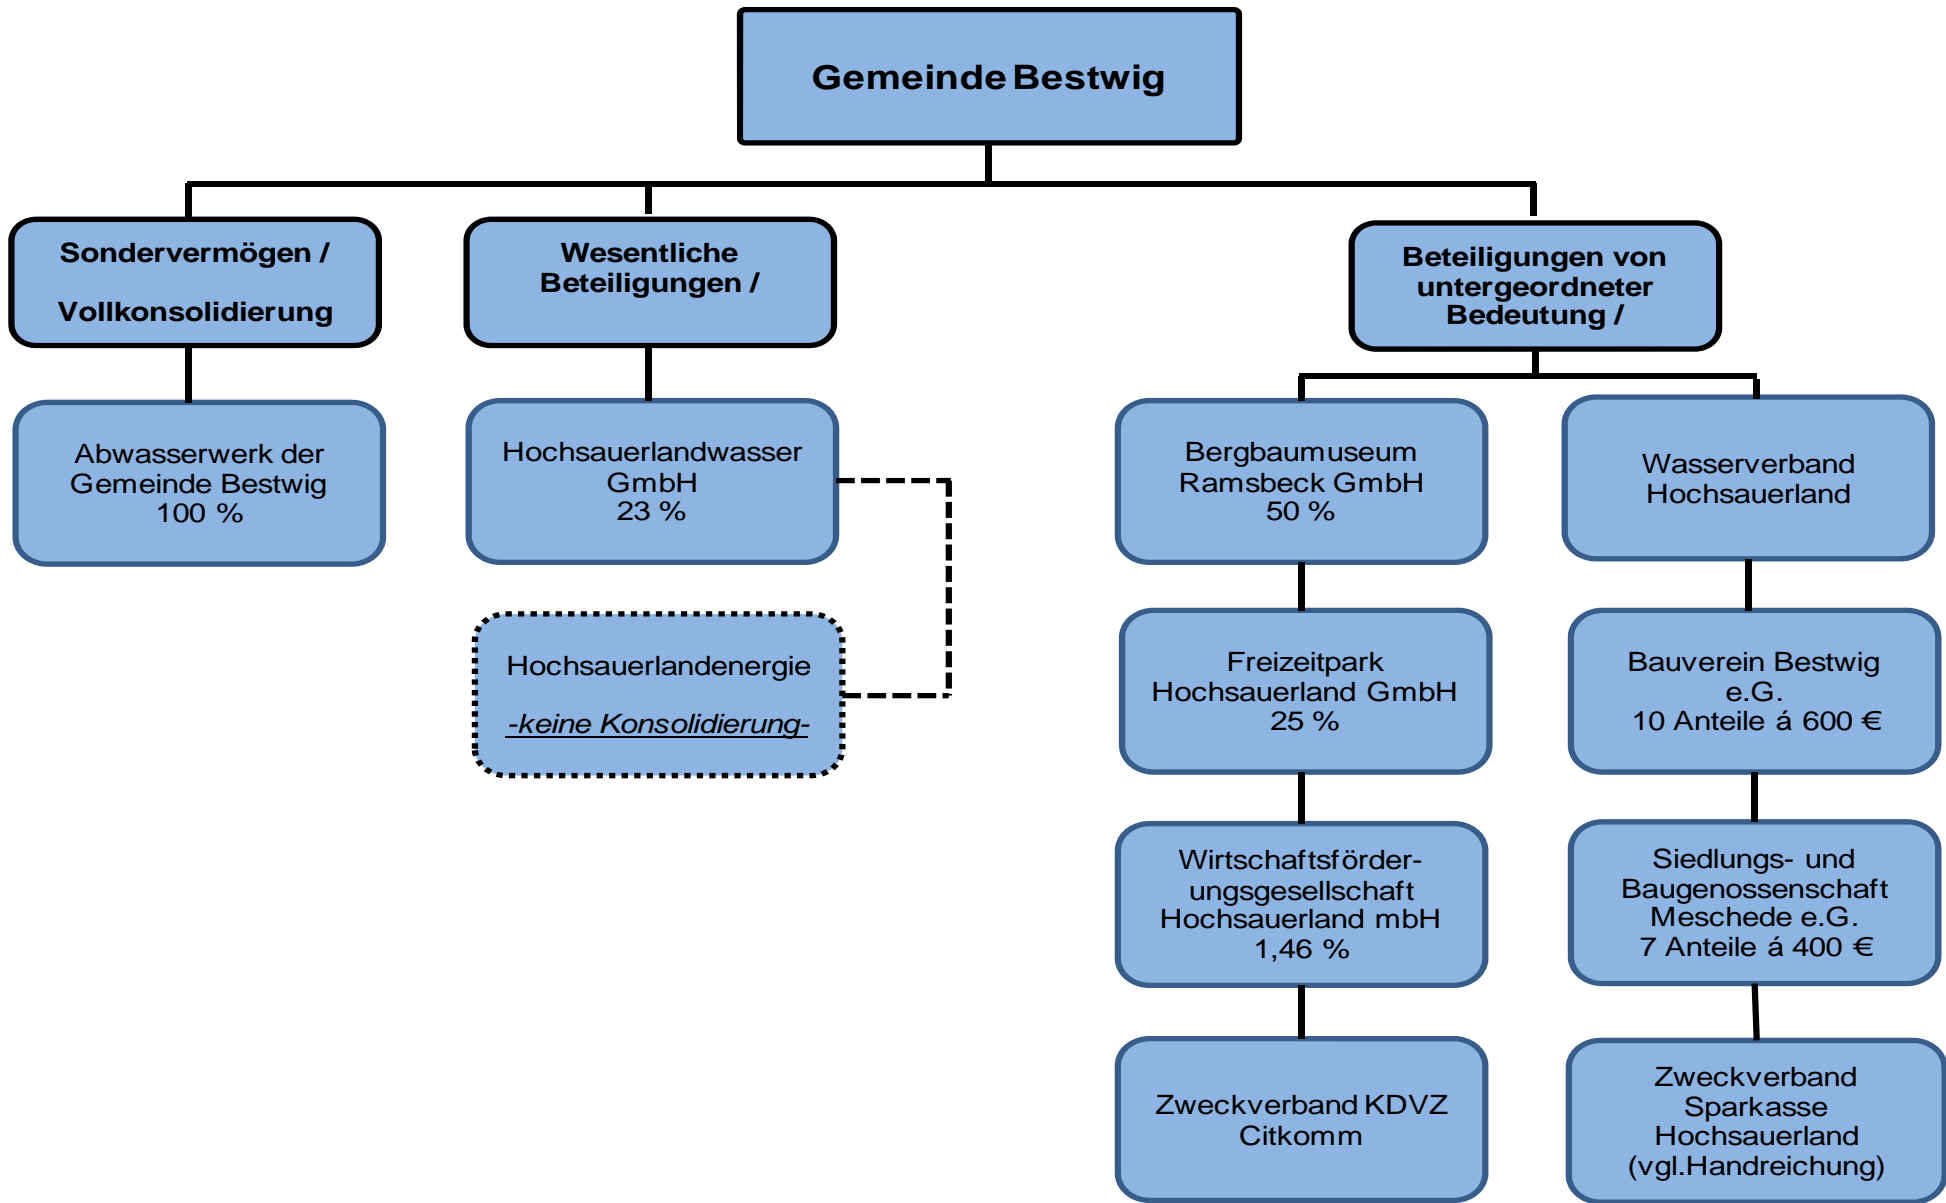 Gemeinde Bestwig
Sondervermögen /
Vollkonsolidierung
Wesentliche
Beteiligungen /
Beteiligungen von
untergeordneter
Bedeutung /
Abwasserwerk der
Gemeinde Bestwig
100 %
Hochsauerlandwasser
GmbH
23 %
Hochsauerlandenergie
-keine Konsolidierung-
Bergbaumuseum
Ramsbeck GmbH
50 %
Freizeitpark
Hochsauerland GmbH
25 %
Wirtschaftsförder-
ungsgesellschaft
Hochsauerland mbH
1,46 %
Zweckverband KDVZ
Citkomm
Wasserverband
Hochsauerland
Bauverein Bestwig
e.G.
10 Anteile á 600 €
Siedlungs- und
Baugenossenschaft
Meschede e.G.
7 Anteile á 400 €
Zweckverband
Sparkasse
Hochsauerland
(vgl.Handreichung)